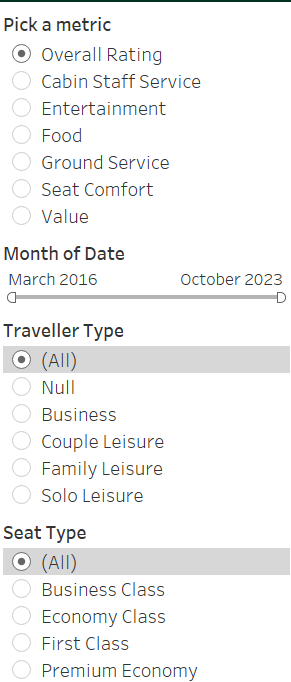 Pick a metric
Overall Rating
Cabin Staff Service
Entertainment
Food
Ground Service
Seat Comfort
Value
Month of Date
March 2016 October 2023
Traveller Type
(All)
Null
Business
Couple Leisure
Family Leisure
Solo Leisure
Seat Type
(All)
Business Class
Economy Class
First Class
Premium Economy